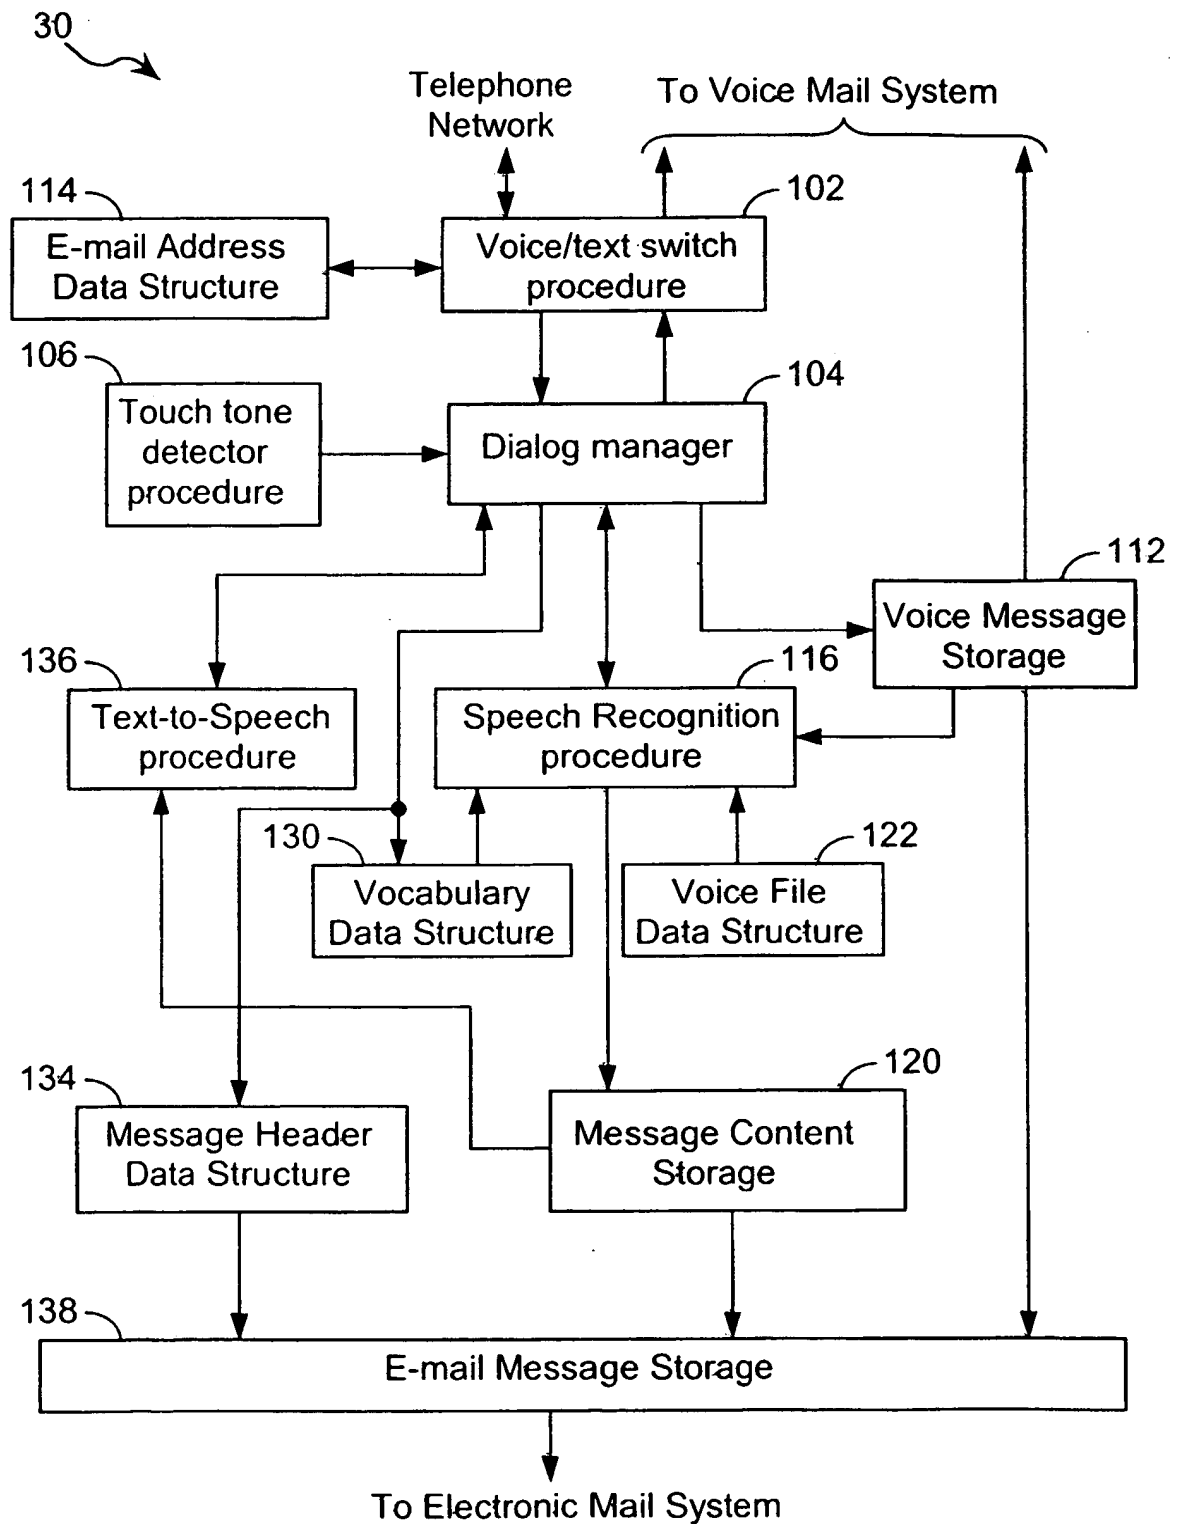 30
Telephone
Network
To Voice Mail System
114
102
E-mail Address
Data Structure
Voice/text switch
procedure
106
104
Touch tone
detector
procedure
Dialog manager
112
Voice Message
Storage
136
116
Text-to-Speech
procedure
Speech Recognition
procedure
130
122
Vocabulary
Data Structure
Voice File
Data Structure
134
120
Message Header
Data Structure
Message Content
Storage
138
E-mail Message Storage
To Electronic Mail System